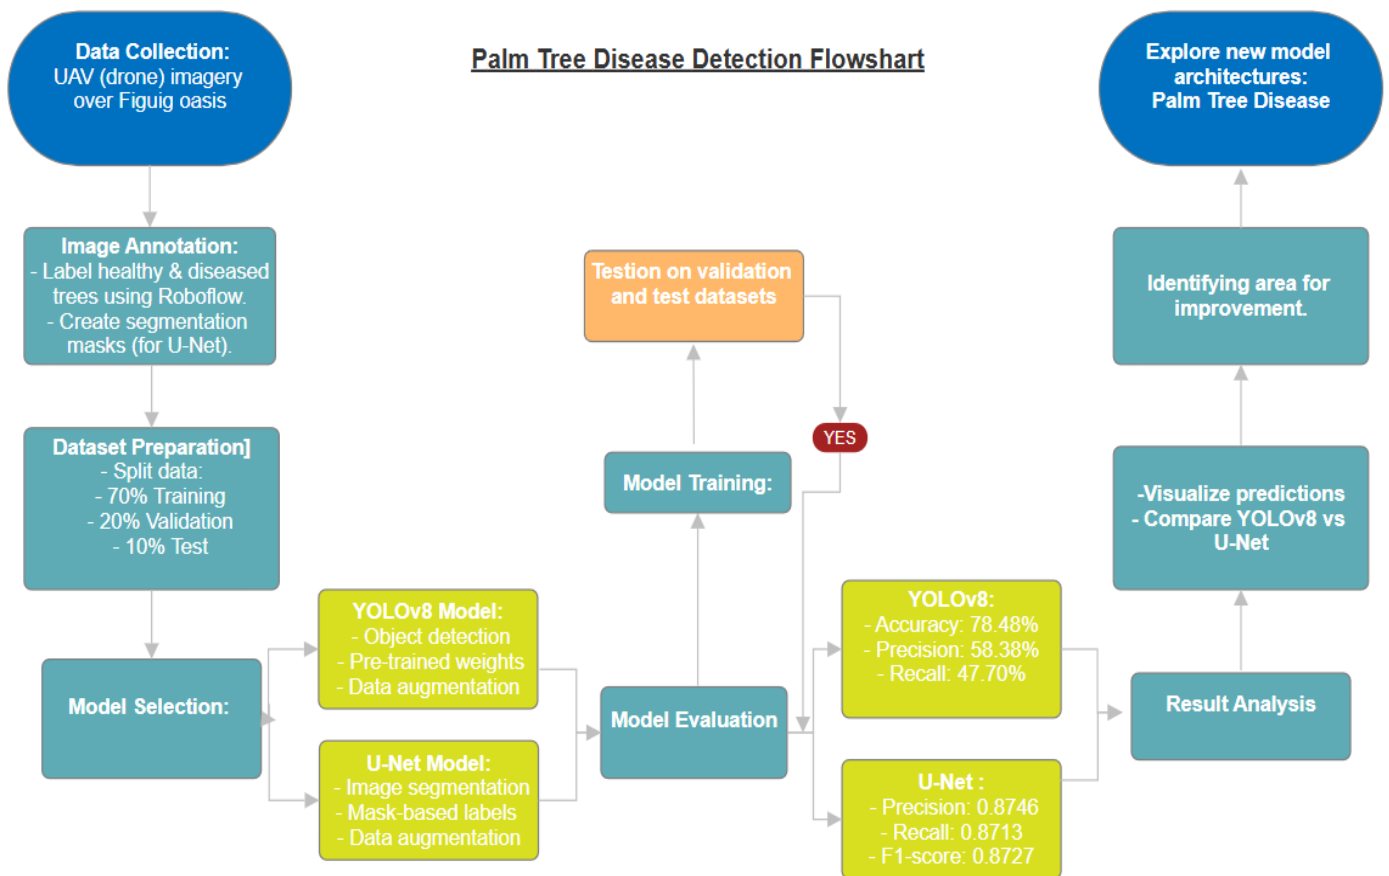 Palm Tree Disease Detection Flowshart
Data Collection:
UAV (drone) imagery
over Figuig oasis
Image Annotation:
- Label healthy & diseased
trees using Roboflow.
- Create segmentation
masks (for U-Net).
Dataset Preparation]
- Split data:
- 70% Training
- 20% Validation
- 10% Test
Model Selection:
YOLOv8 Model:
- Object detection
- Pre-trained weights
- Data augmentation
U-Net Model:
- Image segmentation
- Mask-based labels
- Data augmentation
Model Evaluation
Model Training:
Testion on validation
and test datasets
YES
YOLOv8:
- Accuracy: 78.48%
- Precision: 58.38%
- Recall: 47.70%
U-Net :
- Precision: 0.8746
- Recall: 0.8713
- F1-score: 0.8727
Result Analysis
-Visualize predictions
- Compare YOLOv8 vs
U-Net
Identifying area for
improvement.
Explore new model
architectures:
Palm Tree Disease